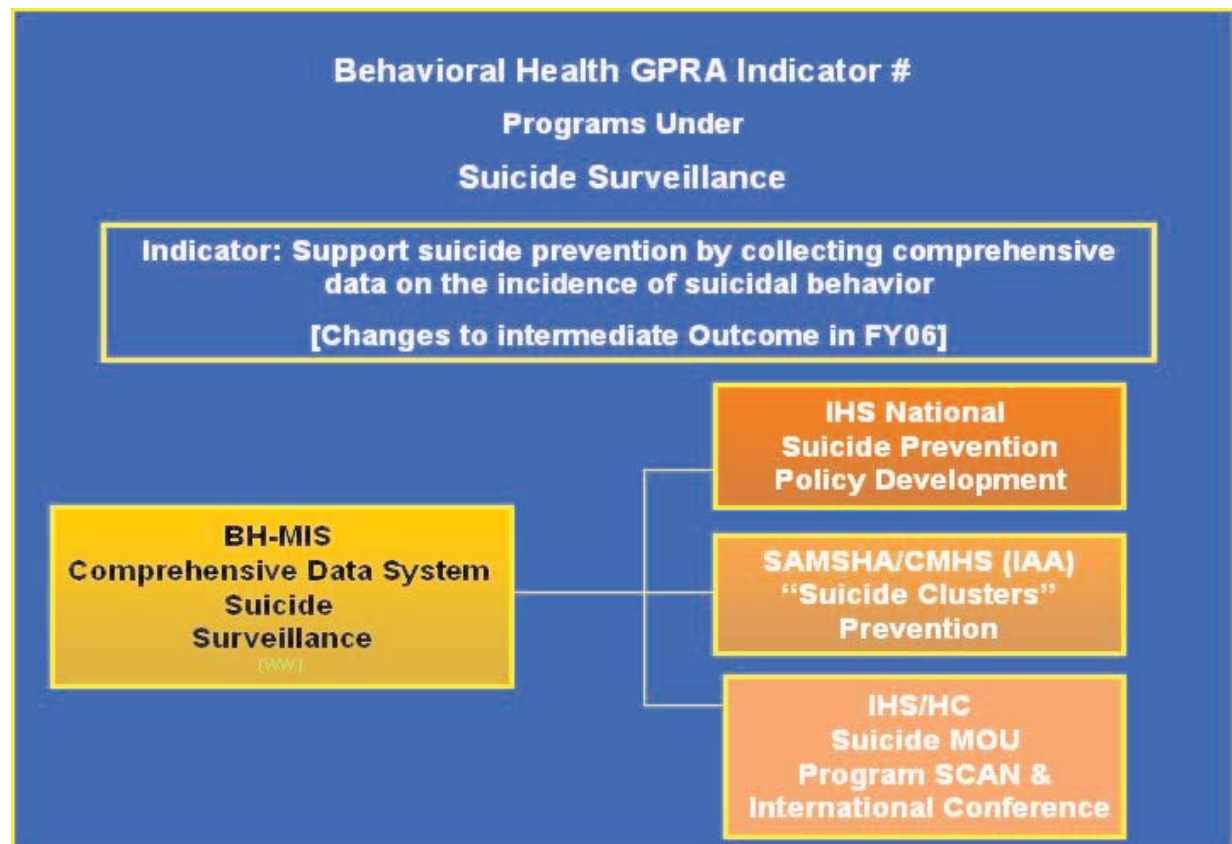 Behavioral Health GPRA Indicator #
Programs Under
Suicide Surveillance
Indicator: Support suicide prevention by collecting comprehensive
data on the incidence of suicidal behavior
[Changes to intermediate Outcome in FY06]
BH-MIS
Comprehensive Data System
Suicide
Surveillance
[WW]
IHS National
Suicide Prevention
Policy Development
SAMSHA/CMHS (IAA)
“Suicide Clusters”
Prevention
IHS/HC
Suicide MOU
Program SCAN &
International Conference